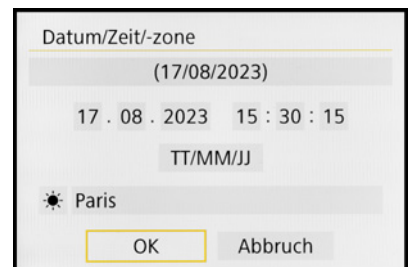 Datum/Zeit/-zone
(17/08/2023)
17 . 08 . 2023 15 : 30 : 15
TT/MM/JJ
Paris
OK Abbruch